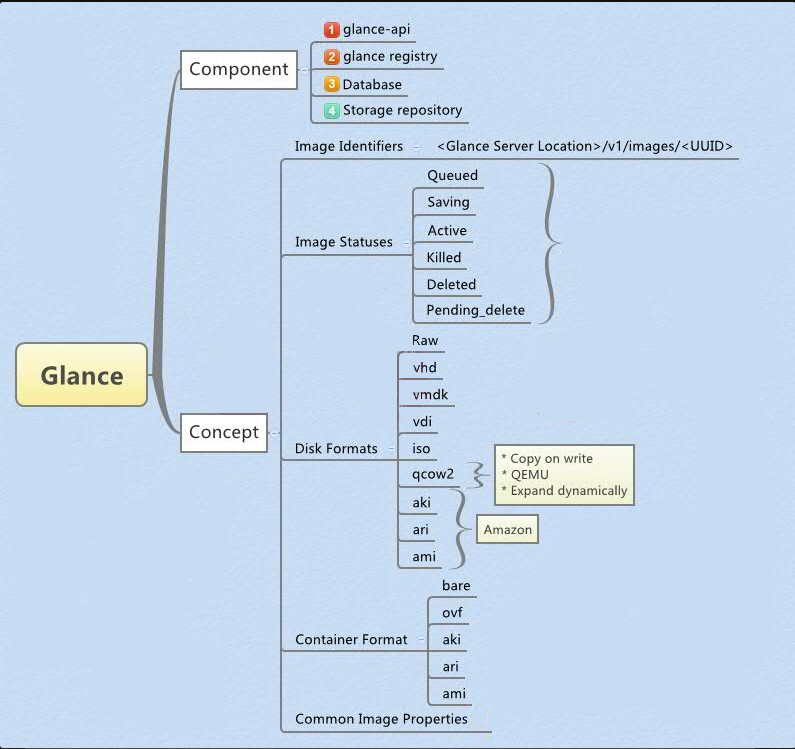 Glance
Component
1 glance-api
2 glance registry
3 Database
4 Storage repository
Concept
Image Identifiers
<Glance Server Location>/v1/images/<UUID>
Image Statuses
Queued
Saving
Active
Killed
Deleted
Pending_delete
Disk Formats
Raw
vhd
vmdk
vdi
iso
qcow2
* Copy on write
* QEMU
* Expand dynamically
aki
ari
ami
Amazon
Container Format
bare
ovf
aki
ari
ami
Common Image Properties